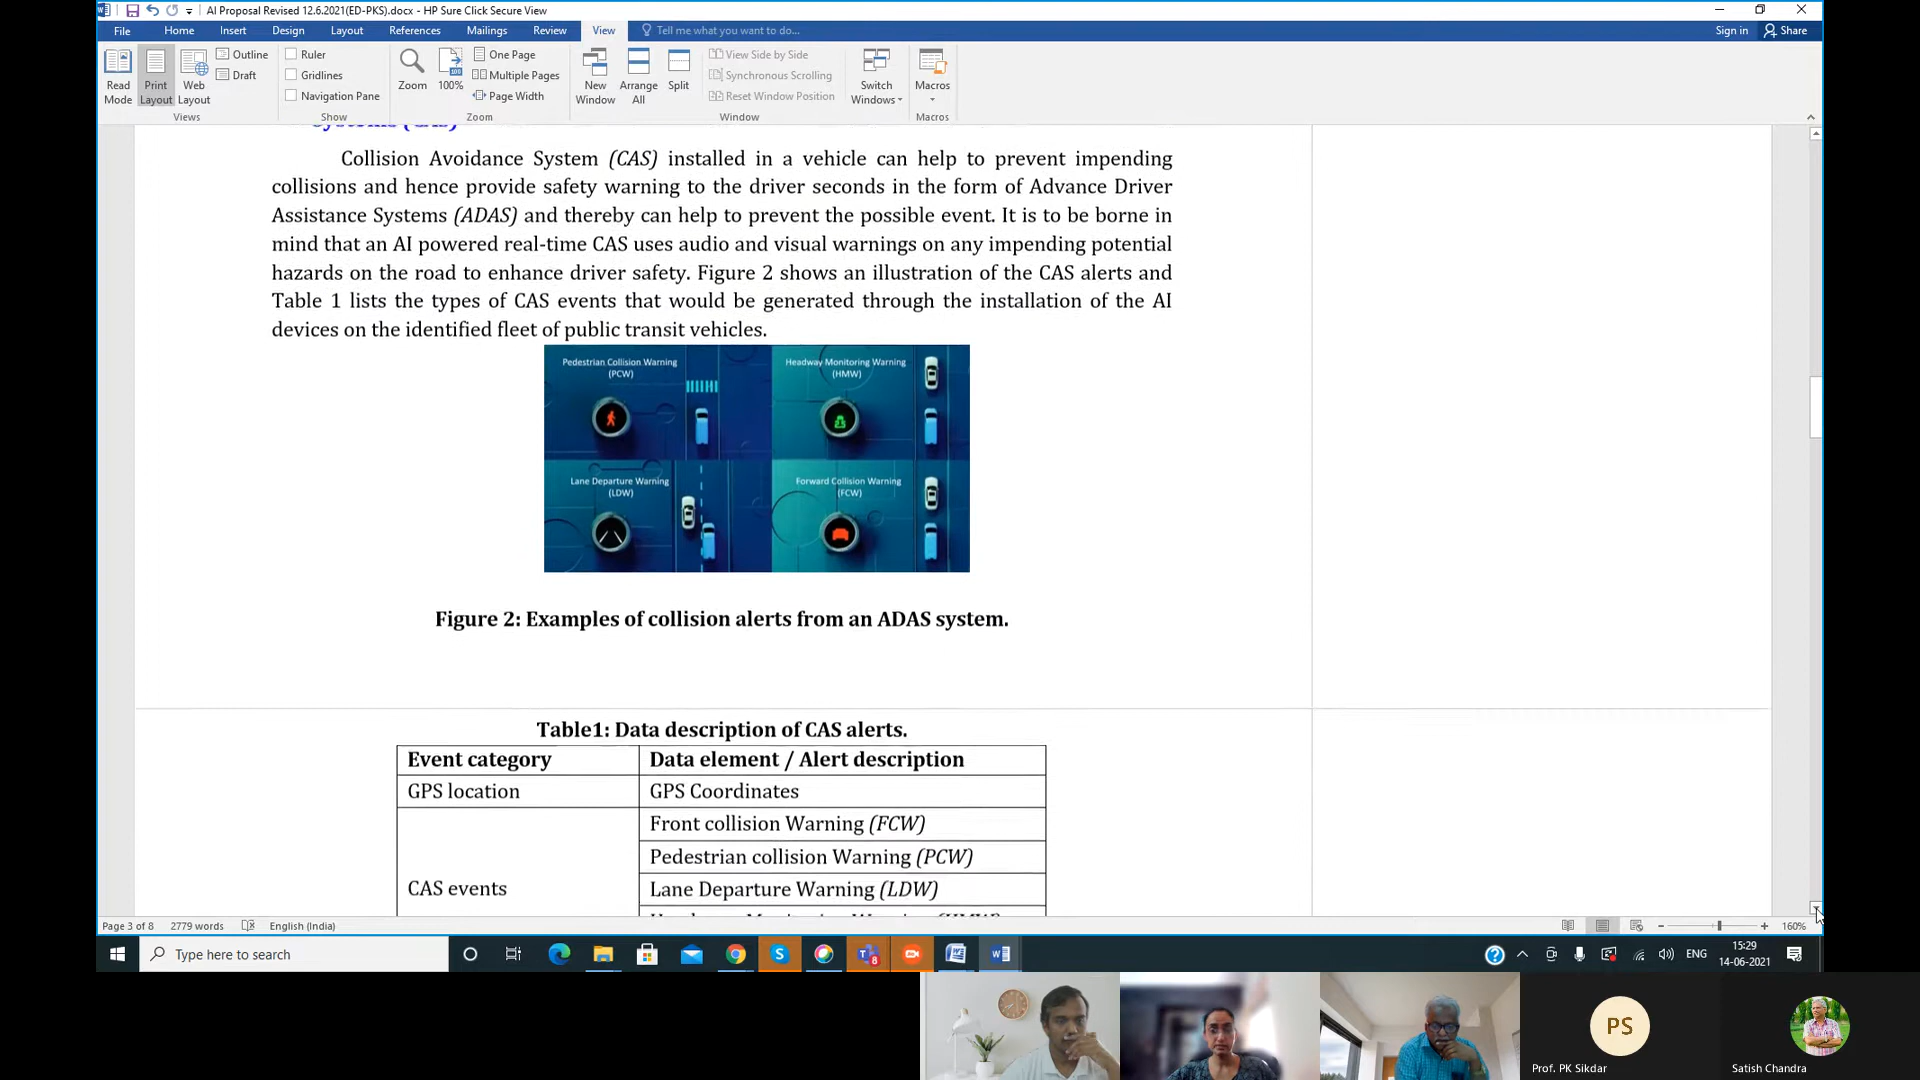 AI Proposal Revised 12.6.2021(ED-PKS).docx - HP Sure Click Secure View
File Home Insert Design Layout References Mailings Review View Tell me what you want to do... Sign in Share
Read Mode
Print Layout
Web Layout
Outline
Draft
Views
Ruler
Gridlines
Navigation Pane
Show
Zoom
100%
One Page
Multiple Pages
Page Width
Zoom
New Window
Arrange All
Split
View Side by Side
Synchronous Scrolling
Reset Window Position
Window
Switch Windows
Macros
Macros
Collision Avoidance System (CAS) installed in a vehicle can help to prevent impending
collisions and hence provide safety warning to the driver seconds in the form of Advance Driver
Assistance Systems (ADAS) and thereby can help to prevent the possible event. It is to be borne in
mind that an AI powered real-time CAS uses audio and visual warnings on any impending potential
hazards on the road to enhance driver safety. Figure 2 shows an illustration of the CAS alerts and
Table 1 lists the types of CAS events that would be generated through the installation of the AI
devices on the identified fleet of public transit vehicles.
Pedestrian Collision Warning
(PCW)
Headway Monitoring Warning
(HMW)
Lane Departure Warning
(LDW)
Forward Collision Warning
(FCW)
Figure 2: Examples of collision alerts from an ADAS system.
Table1: Data description of CAS alerts.
Event category Data element / Alert description
GPS location GPS Coordinates
Front collision Warning (FCW)
Pedestrian collision Warning (PCW)
CAS events Lane Departure Warning (LDW)
Page 3 of 8 2779 words English (India) 160%
Type here to search
ENG
15:29
14-06-2021
PS
Prof. PK Sikdar
Satish Chandra